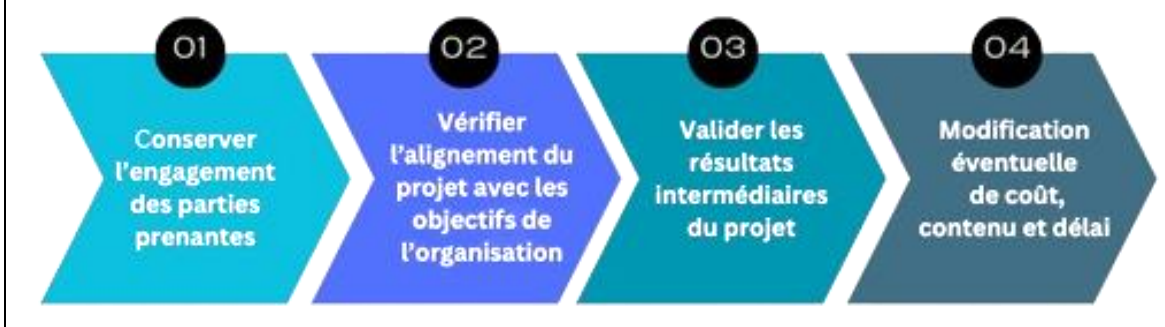 01
Conserver
l’engagement
des parties
prenantes
02
Vérifier
l’alignement du
projet avec les
objectifs de
l’organisation
03
Valider les
résultats
intermédiaires
du projet
04
Modification
éventuelle
de coût,
contenu et délai